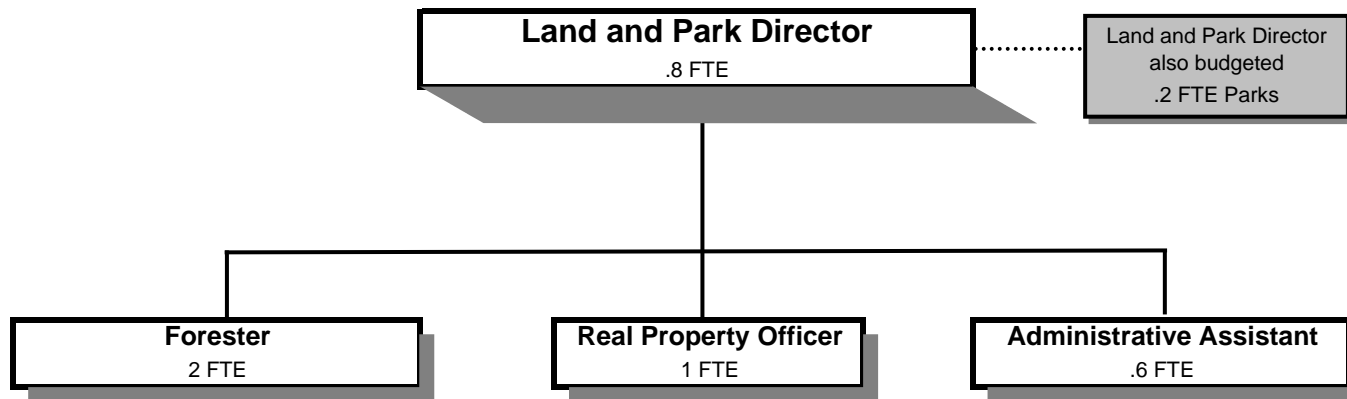 Land and Park Director
.8 FTE
Land and Park Director
also budgeted
.2 FTE Parks
Forester
2 FTE
Real Property Officer
1 FTE
Administrative Assistant
.6 FTE